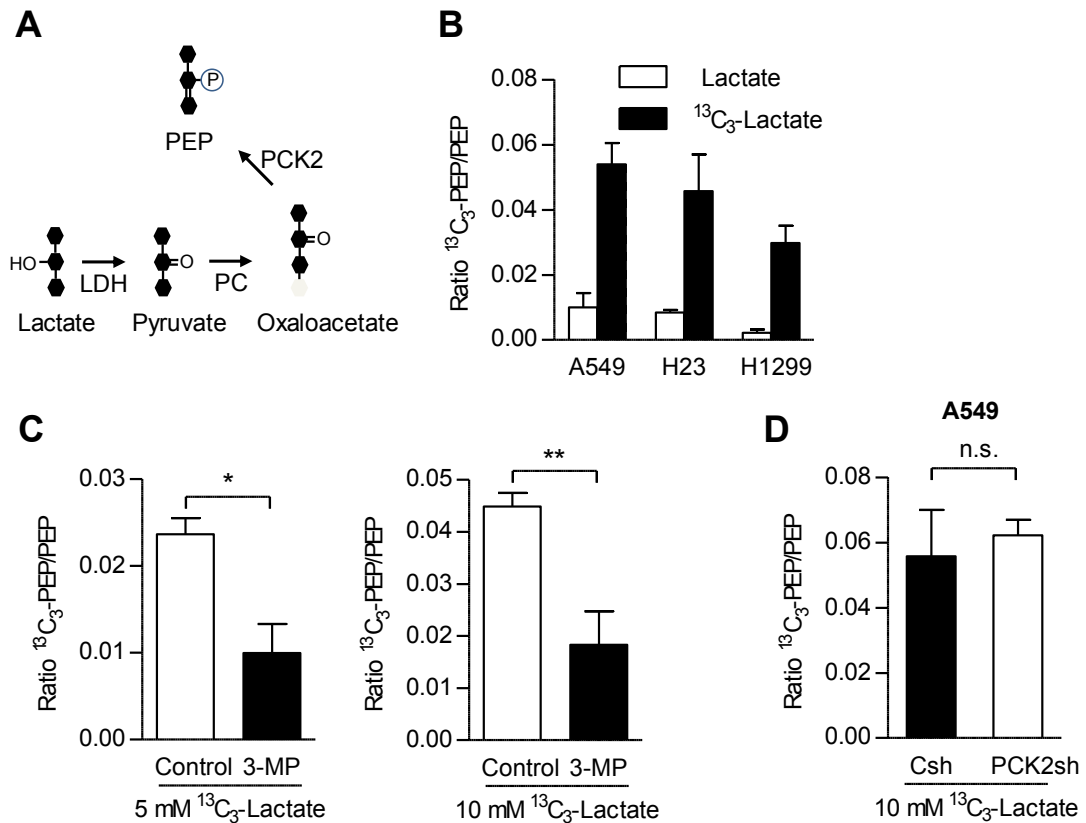 A
P
PEP
PCK2
HO
O
O
LDH
PC
Lactate Pyruvate Oxaloacetate
B
Lactate
¹³C₃-Lactate
Ratio ¹³C₃-PEP/PEP
0.08
0.06
0.04
0.02
0.00
A549 H23 H1299
C
Ratio ¹³C₃-PEP/PEP
0.03
0.02
0.01
0.00
*
Control 3-MP
5 mM ¹³C₃-Lactate
Ratio ¹³C₃-PEP/PEP
0.05
0.04
0.03
0.02
0.01
0.00
**
Control 3-MP
10 mM ¹³C₃-Lactate
D
A549
n.s.
Ratio ¹³C₃-PEP/PEP
0.08
0.06
0.04
0.02
0.00
Csh PCK2sh
10 mM ¹³C₃-Lactate